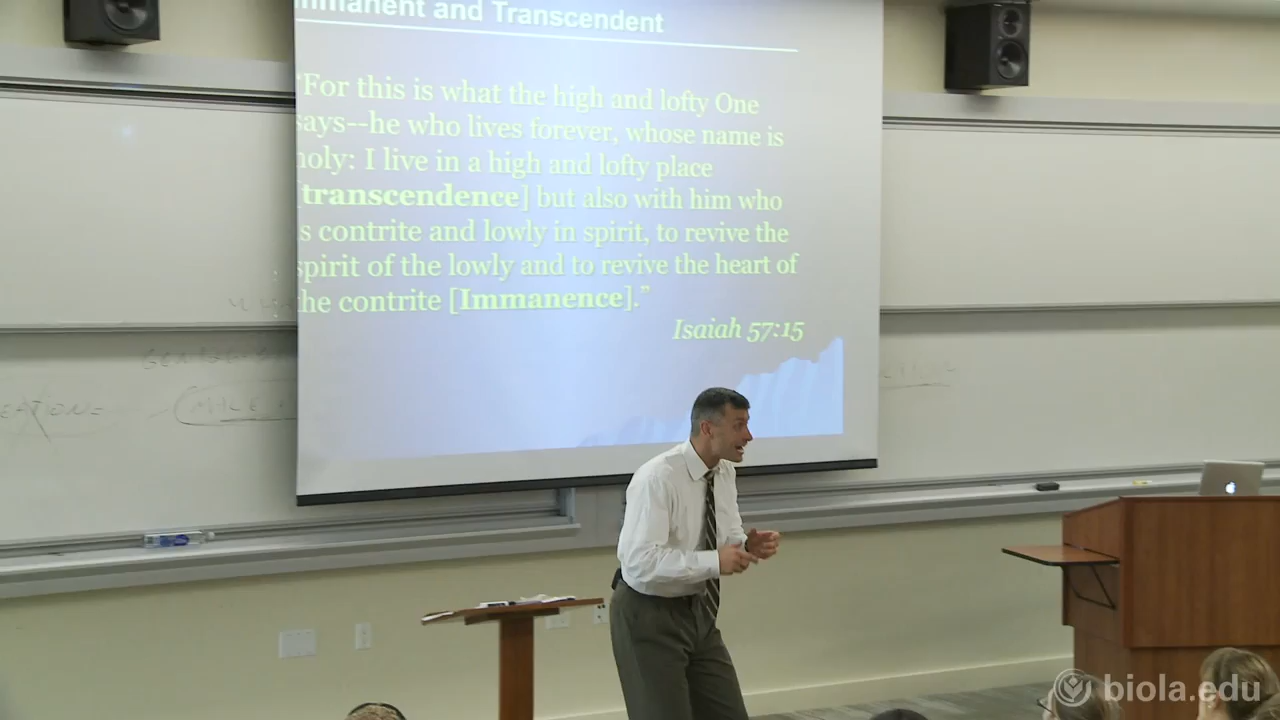 mmanent and Transcendent
"For this is what the high and lofty One
says--he who lives forever, whose name is
holy: I live in a high and lofty place
transcendence] but also with him who
s contrite and lowly in spirit, to revive the
spirit of the lowly and to revive the heart of
he contrite [Immanence]."
Isaiah 57:15
MALE
biola.edu